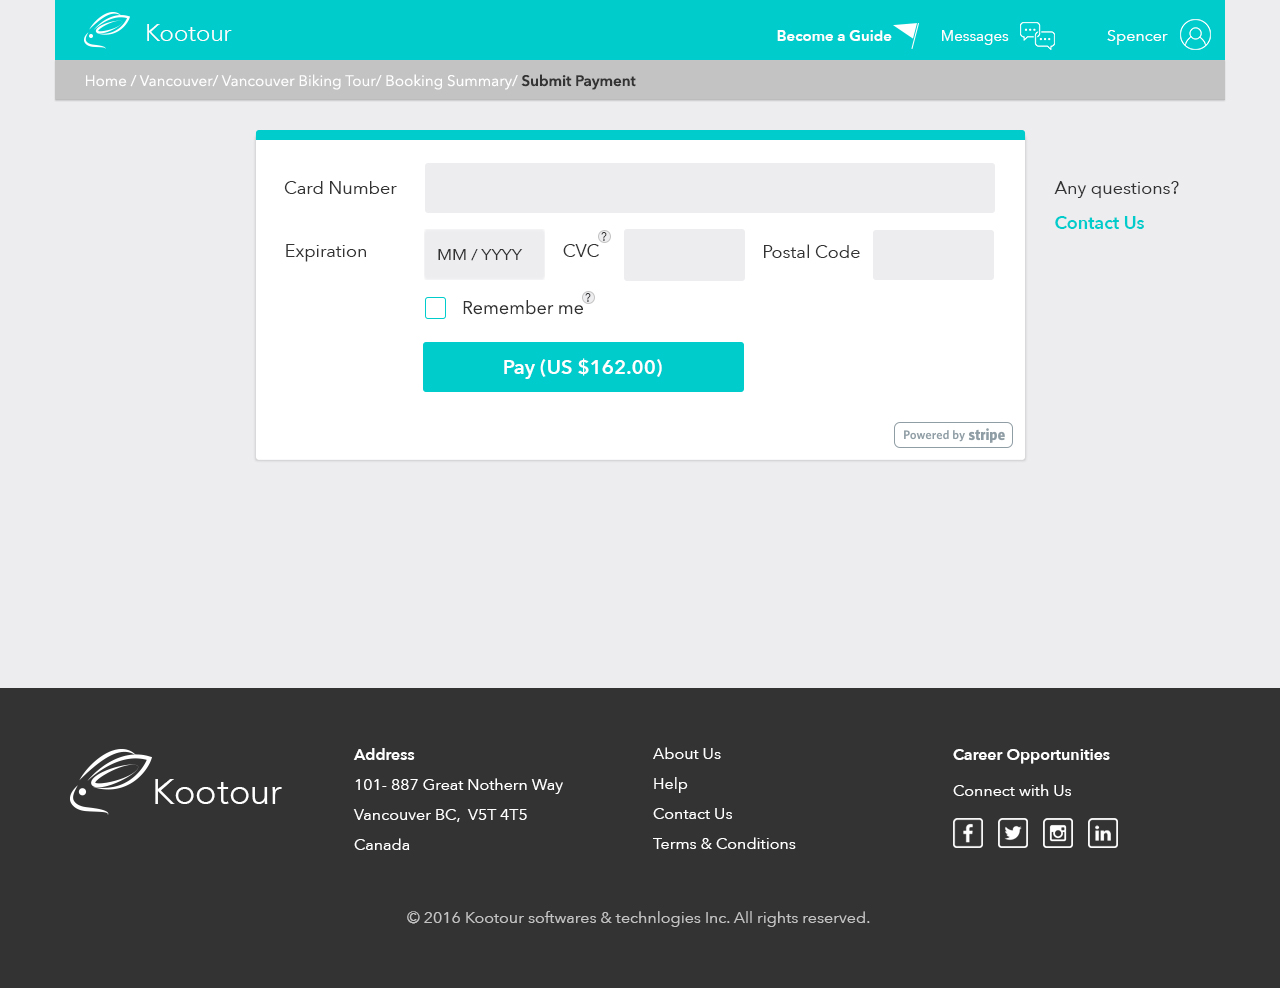 Kootour
Become a Guide
Messages
Spencer
Home / Vancouver/ Vancouver Biking Tour/ Booking Summary/ Submit Payment
Card Number
Any questions?
Contact Us
Expiration
MM / YYYY
CVC ?
Postal Code
Remember me ?
Pay (US $162.00)
Powered by stripe
Kootour
Address
101- 887 Great Nothern Way
Vancouver BC,  V5T 4T5
Canada
About Us
Help
Contact Us
Terms & Conditions
Career Opportunities
Connect with Us
© 2016 Kootour softwares & technlogies Inc. All rights reserved.